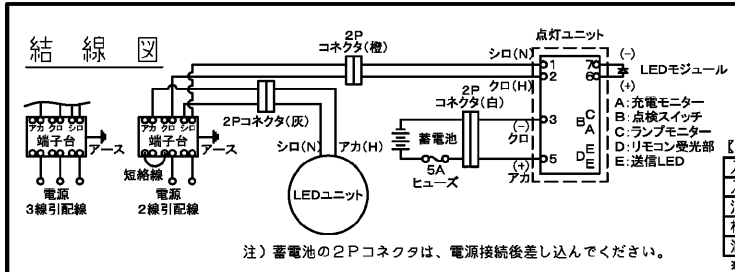 結線図
アカ クロ シロ
端子台
アース
電源
3線引配線
アカ クロ シロ
端子台
アース
短絡線
電源
2線引配線
2P
コネクタ(橙)
2Pコネクタ(灰)
シロ(N)
アカ(H)
LEDユニット
2P
コネクタ(白)
蓄電池
5A
ヒューズ
点灯ユニット
シロ(N)
クロ(H)
(-)
クロ
(+)
アカ
1
2
3
5
7
6
B C A
D E E
(-)
(+)
LEDモジュール
A:充電モニター
B:点検スイッチ
C:ランプモニター
D:リモコン受光部
E:送信LED
注)蓄電池の2Pコネクタは、電源接続後差し込んでください。